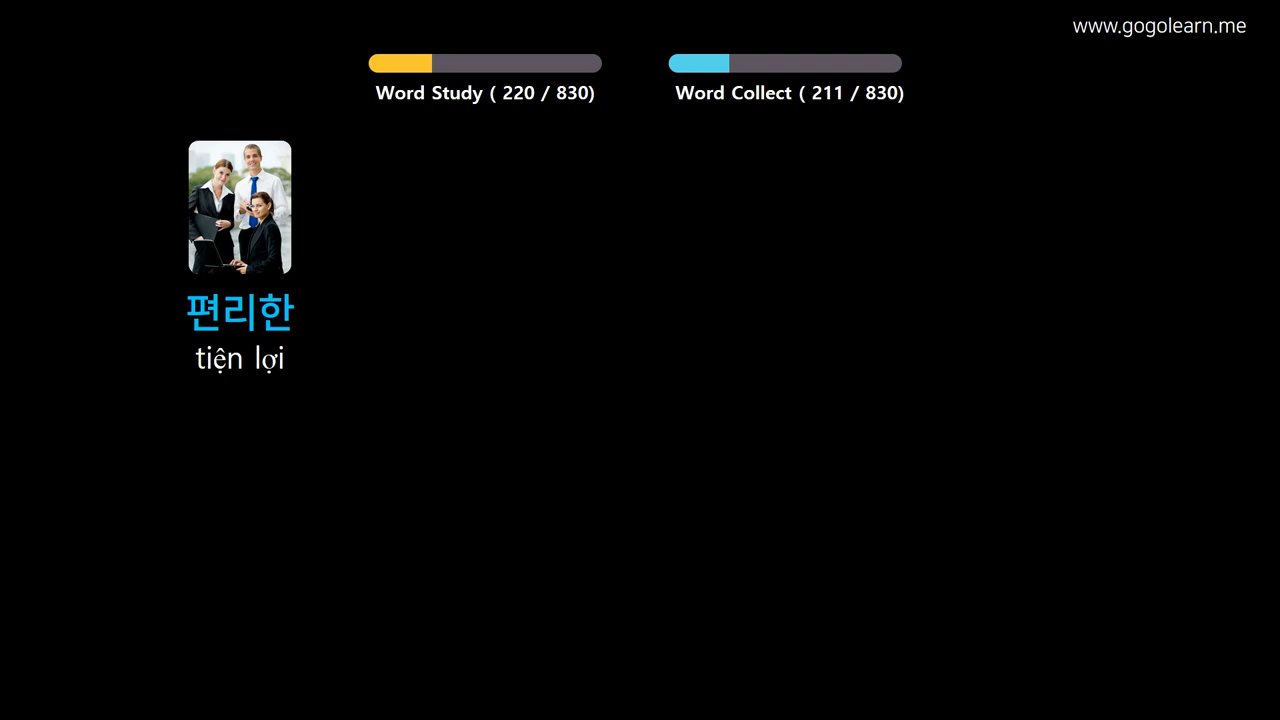 www.gogolearn.me
Word Study ( 220 / 830)
Word Collect ( 211 / 830)
편리한
tiện lợi